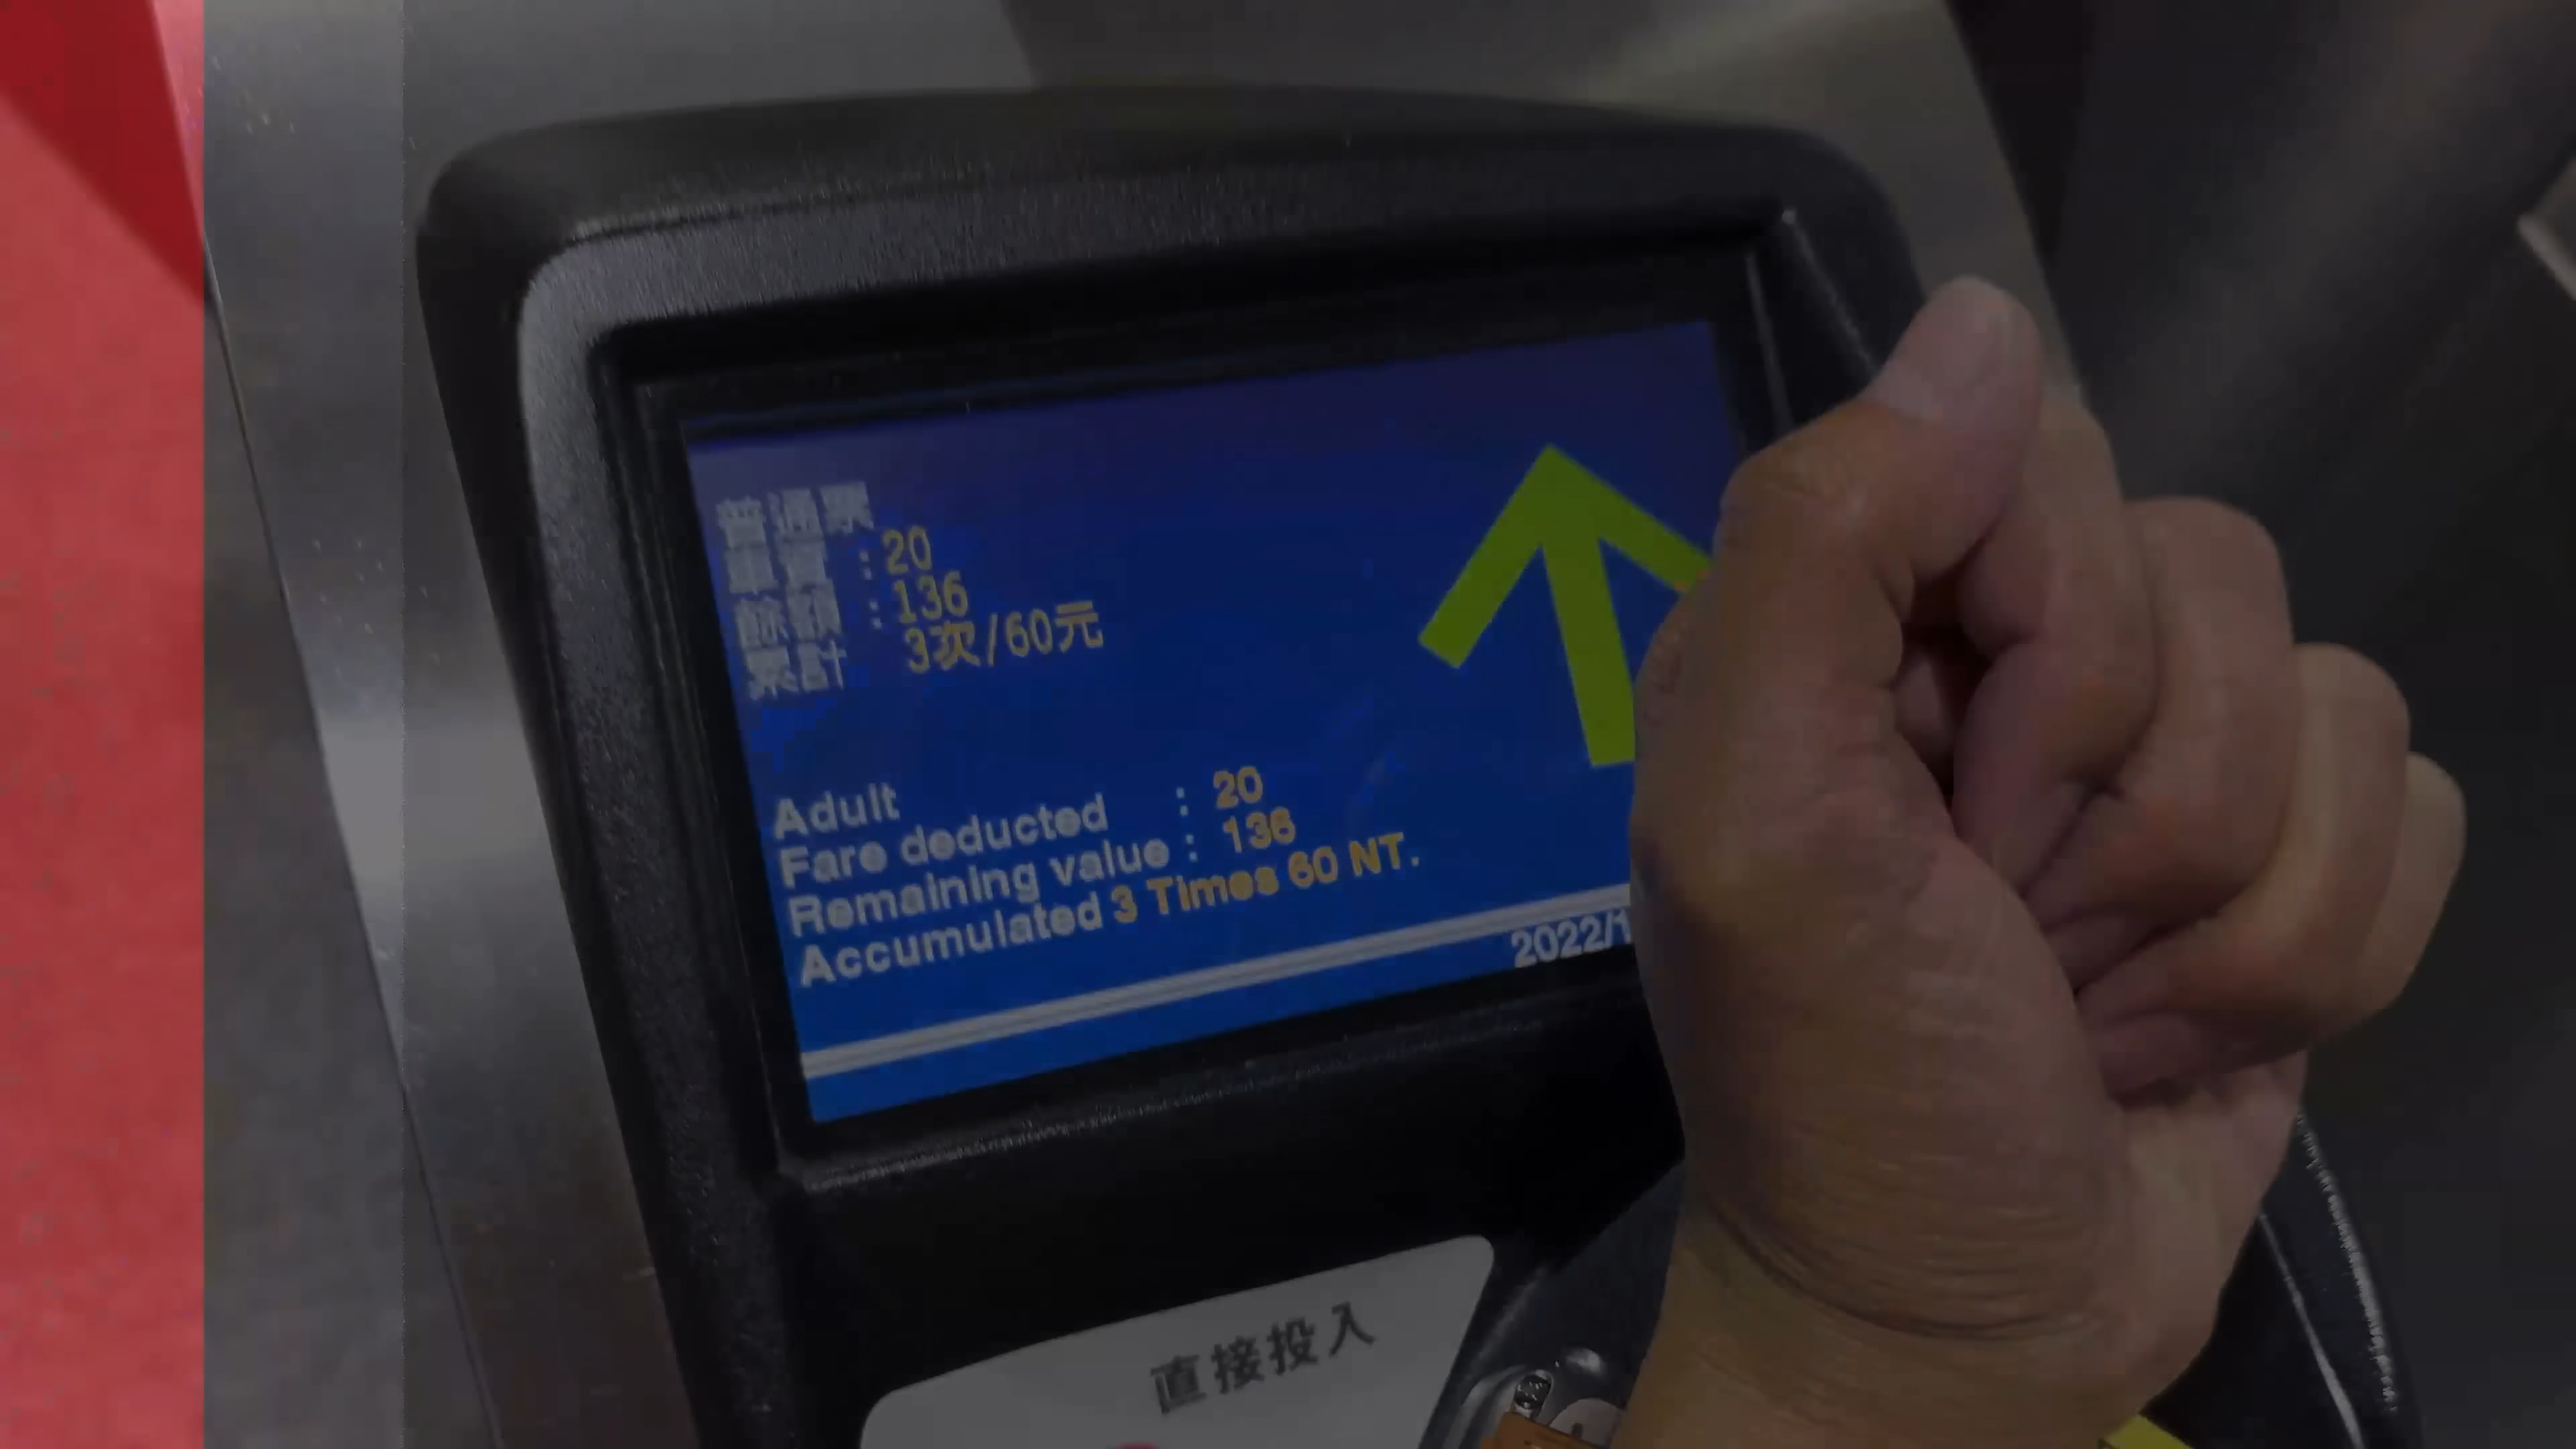 普通票
車資 : 20
餘額 : 136
累計 3次/60元
Adult
Fare deducted : 20
Remaining value : 136
Accumulated 3 Times 60 NT.
2022/1
直接投入